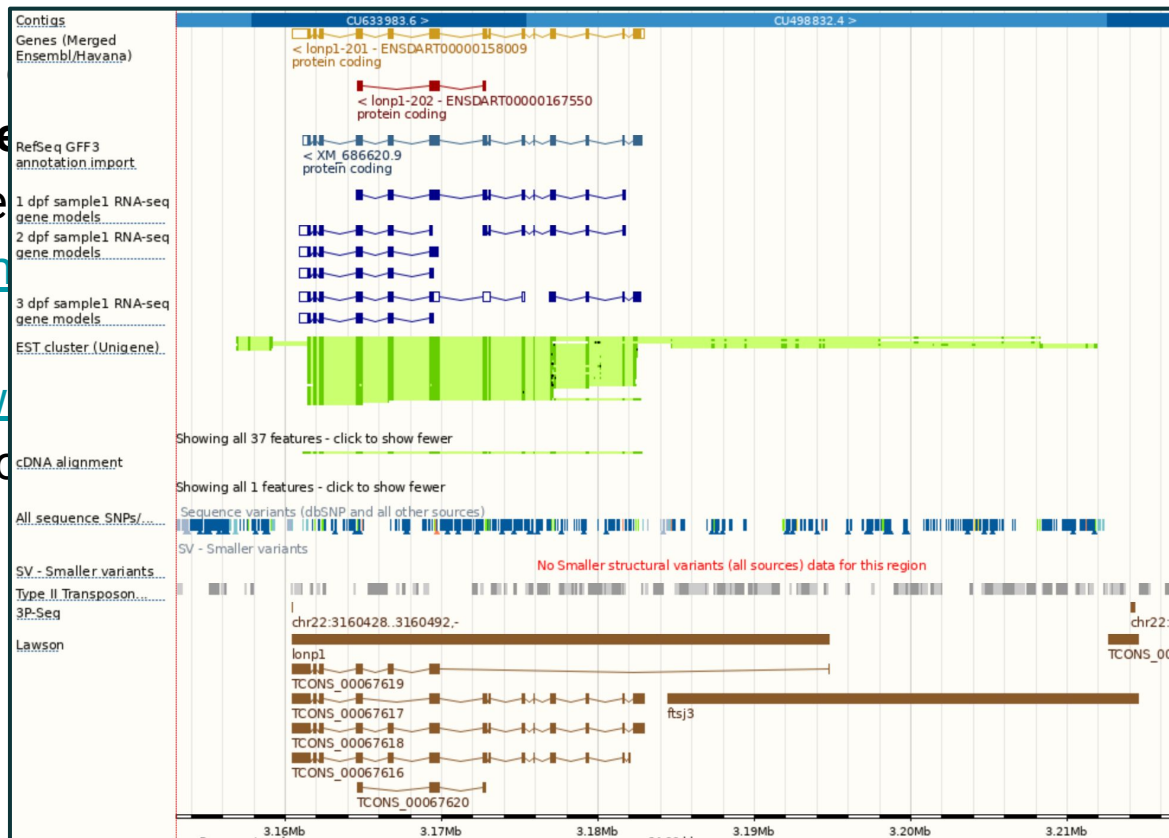 Contigs
CU633983.6 >
CU498832.4 >
Genes (Merged
Ensembl/Havana)
< lonp1-201 - ENSDART00000158009
protein coding
< lonp1-202 - ENSDART00000167550
protein coding
RefSeq GFF3
annotation import
< XM_686620.9
protein coding
1 dpf sample1 RNA-seq
gene models
2 dpf sample1 RNA-seq
gene models
3 dpf sample1 RNA-seq
gene models
EST cluster (Unigene)
Showing all 37 features - click to show fewer
cDNA alignment
Showing all 1 features - click to show fewer
All sequence SNPs/...
Sequence variants (dbSNP and all other sources)
SV - Smaller variants
SV - Smaller variants
No Smaller structural variants (all sources) data for this region
Type II Transposon...
3P-Seq
chr22:3160428..3160492,-
chr22:
Lawson
lonp1
TCONS_00
TCONS_00067619
TCONS_00067617
ftsj3
TCONS_00067618
TCONS_00067616
TCONS_00067620
3.16Mb 3.17Mb 3.18Mb 3.19Mb 3.20Mb 3.21Mb